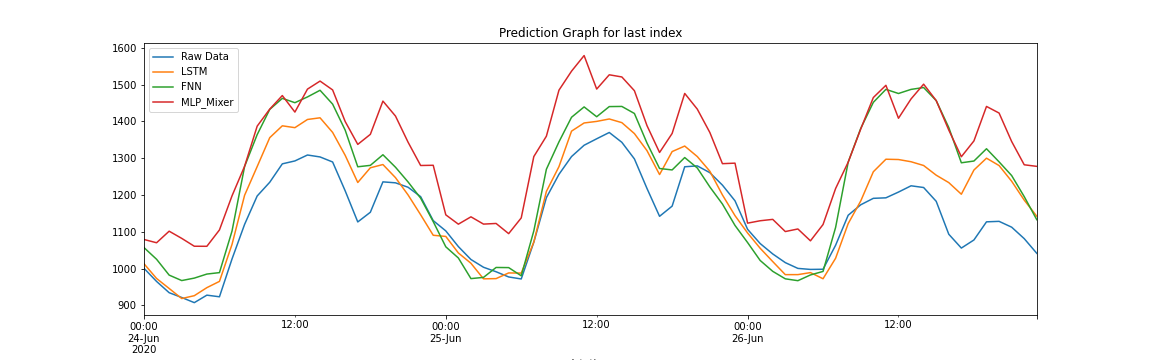 Prediction Graph for last index
Raw Data
LSTM
FNN
MLP_Mixer
1600
1500
1400
1300
1200
1100
1000
900
00:00 12:00 00:00 12:00 00:00 12:00
24-Jun 25-Jun 26-Jun
2020